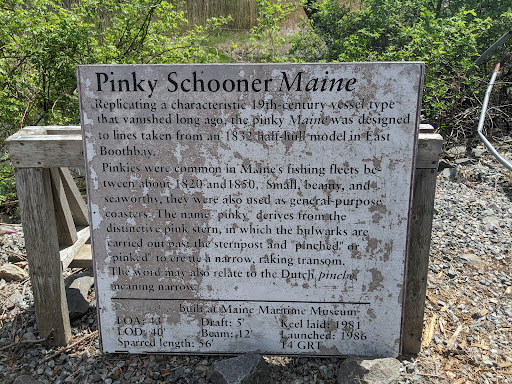 Pinky Schooner Maine
Replicating a characteristic 19th-century vessel type
that vanished long ago, the pinky Maine was designed
to lines taken from an 1832 half-hull model in East
Boothbay.
Pinkies were common in Maine's fishing fleets be-
tween about 1820 and 1850. Small, beamy, and
seaworthy, they were also used as general-purpose
coasters. The name "pinky" derives from the
distinctive pink stern, in which the bulwarks are
carried out past the sternpost and "pinched" or
"pinked" to create a narrow, raking transom.
The word may also relate to the Dutch pinche,
meaning narrow.
built at Maine Maritime Museum
LOA: 43' Draft: 5' Keel laid: 1981
LOD: 40' Beam: 12' Launched: 1986
Sparred length: 56' 14 GRT